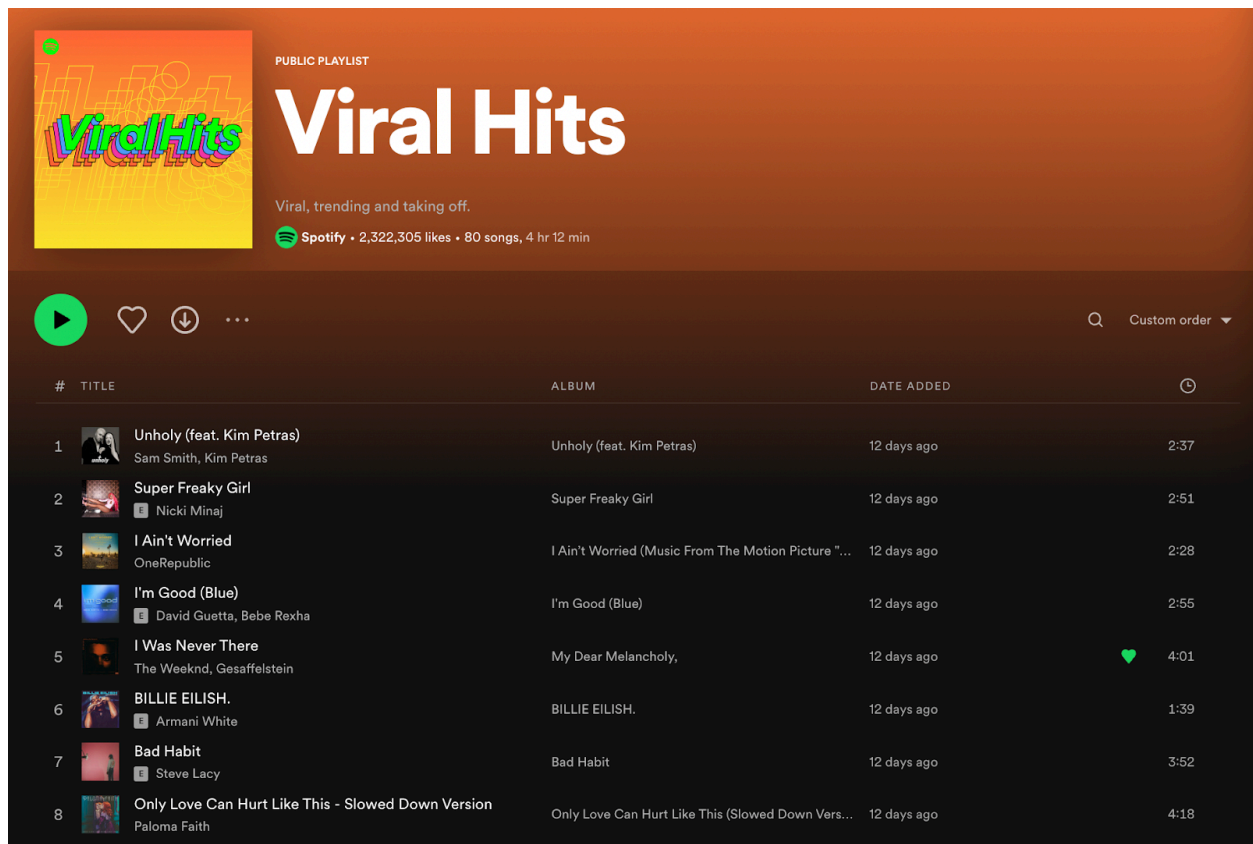 PUBLIC PLAYLIST
Viral Hits
Viral Hits
Viral, trending and taking off.
Spotify • 2,322,305 likes • 80 songs, 4 hr 12 min
Custom order
# TITLE ALBUM DATE ADDED
1 Unholy (feat. Kim Petras) Unholy (feat. Kim Petras) 12 days ago 2:37
Sam Smith, Kim Petras
2 Super Freaky Girl Super Freaky Girl 12 days ago 2:51
E Nicki Minaj
3 I Ain't Worried I Ain't Worried (Music From The Motion Picture "... 12 days ago 2:28
OneRepublic
4 I'm Good (Blue) I'm Good (Blue) 12 days ago 2:55
E David Guetta, Bebe Rexha
5 I Was Never There My Dear Melancholy, 12 days ago 4:01
The Weeknd, Gesaffelstein
6 BILLIE EILISH. BILLIE EILISH. 12 days ago 1:39
E Armani White
7 Bad Habit Bad Habit 12 days ago 3:52
E Steve Lacy
8 Only Love Can Hurt Like This - Slowed Down Version Only Love Can Hurt Like This (Slowed Down Vers... 12 days ago 4:18
Paloma Faith